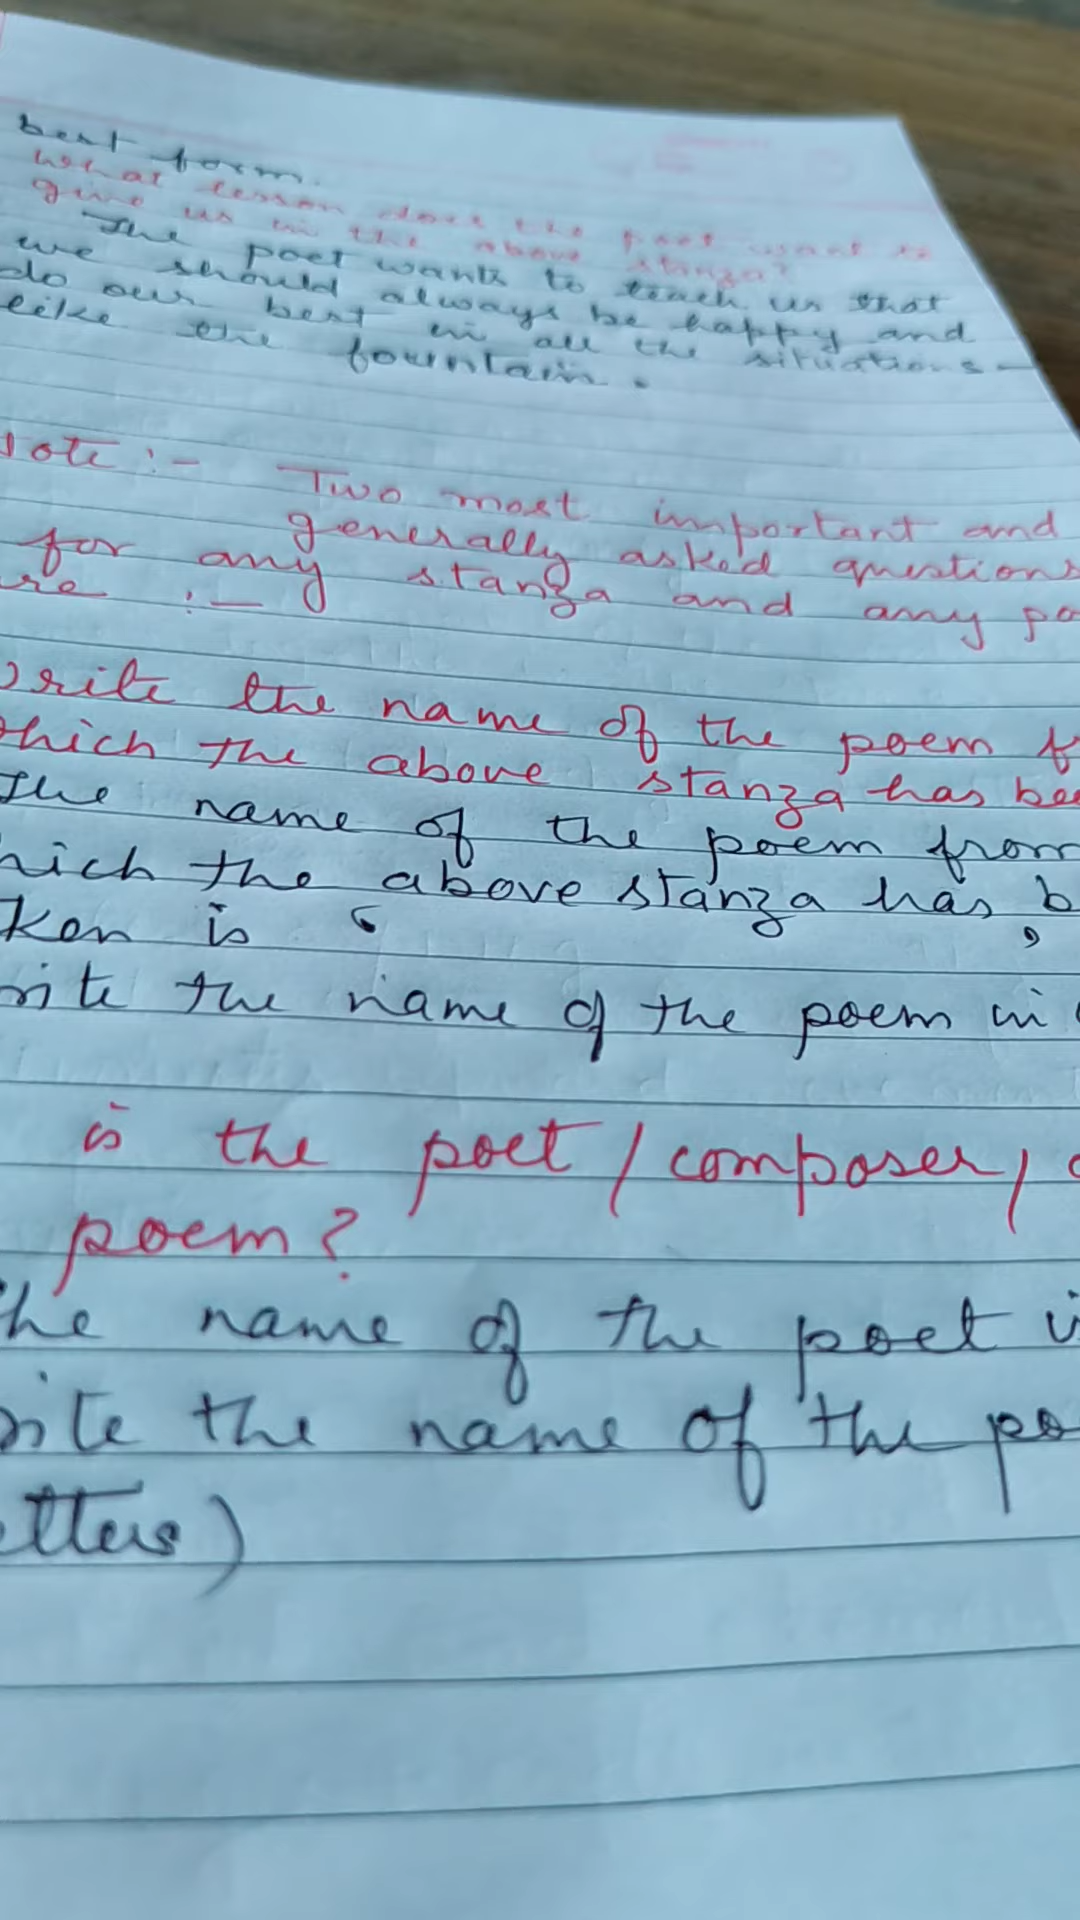 best form.
what lesson does the poet want to
give us in the above stanza?
The poet wants to teach us that
we should always be happy and
do our best in all the situations –
like the fountain.
ote :- Two most important and
generally asked questions
for any stanza and any po
re :-
rite the name of the poem f
hich the above stanza has bee
The name of the poem from
hich the above stanza has b
ken is ‘ ’
rite the name of the poem in
is the poet / composer /
poem?
he name of the poet i
rite the name of the po
etters)